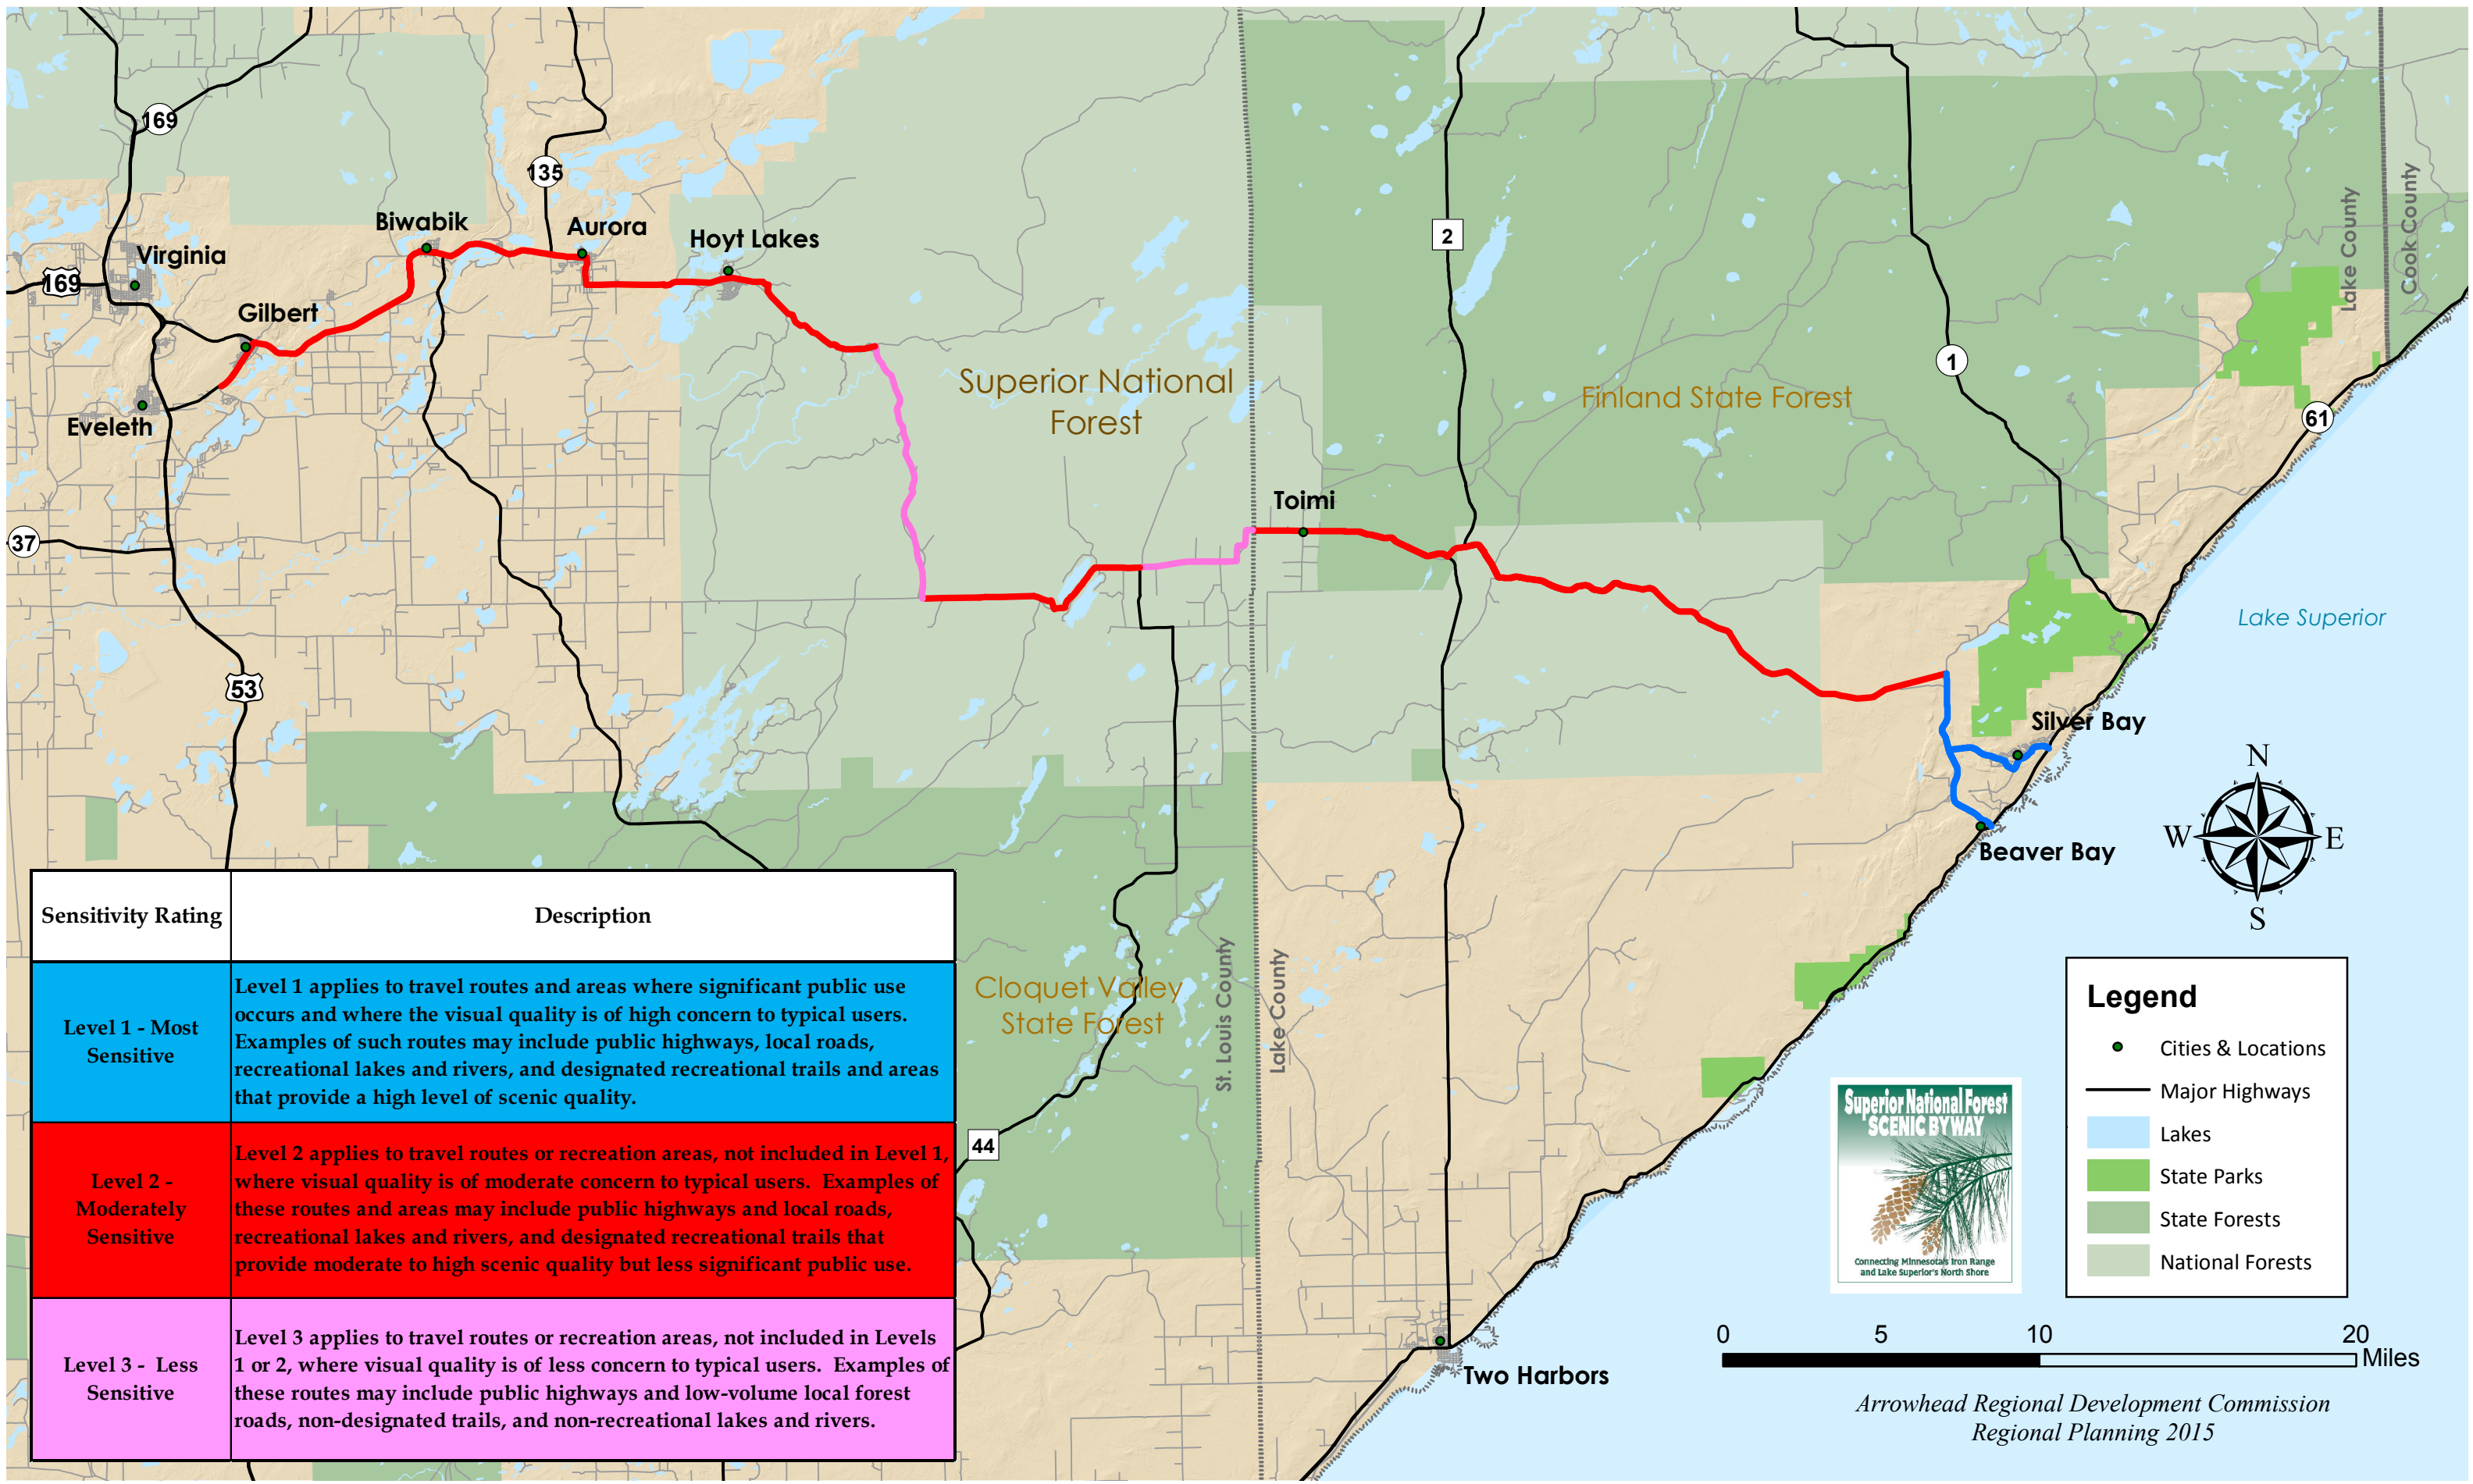 169
135
Biwabik
Aurora
Hoyt Lakes
Virginia
169
Gilbert
Eveleth
37
53
Superior National
Forest
2
Finland State Forest
1
Lake County
Cook County
61
Toimi
Lake Superior
Silver Bay
Beaver Bay
N
W
E
S
Cloquet Valley
State Forest
St. Louis County
Lake County
44
Two Harbors
Sensitivity Rating
Description
Level 1 - Most
Sensitive
Level 1 applies to travel routes and areas where significant public use
occurs and where the visual quality is of high concern to typical users.
Examples of such routes may include public highways, local roads,
recreational lakes and rivers, and designated recreational trails and areas
that provide a high level of scenic quality.
Level 2 -
Moderately
Sensitive
Level 2 applies to travel routes or recreation areas, not included in Level 1,
where visual quality is of moderate concern to typical users.  Examples of
these routes and areas may include public highways and local roads,
recreational lakes and rivers, and designated recreational trails that
provide moderate to high scenic quality but less significant public use.
Level 3 -  Less
Sensitive
Level 3 applies to travel routes or recreation areas, not included in Levels
1 or 2, where visual quality is of less concern to typical users.  Examples of
these routes may include public highways and low-volume local forest
roads, non-designated trails, and non-recreational lakes and rivers.
Legend
Cities & Locations
Major Highways
Lakes
State Parks
State Forests
National Forests
Superior National Forest
SCENIC BYWAY
Connecting Minnesota's Iron Range
and Lake Superior's North Shore
0 5 10 20
Miles
Arrowhead Regional Development Commission
Regional Planning 2015